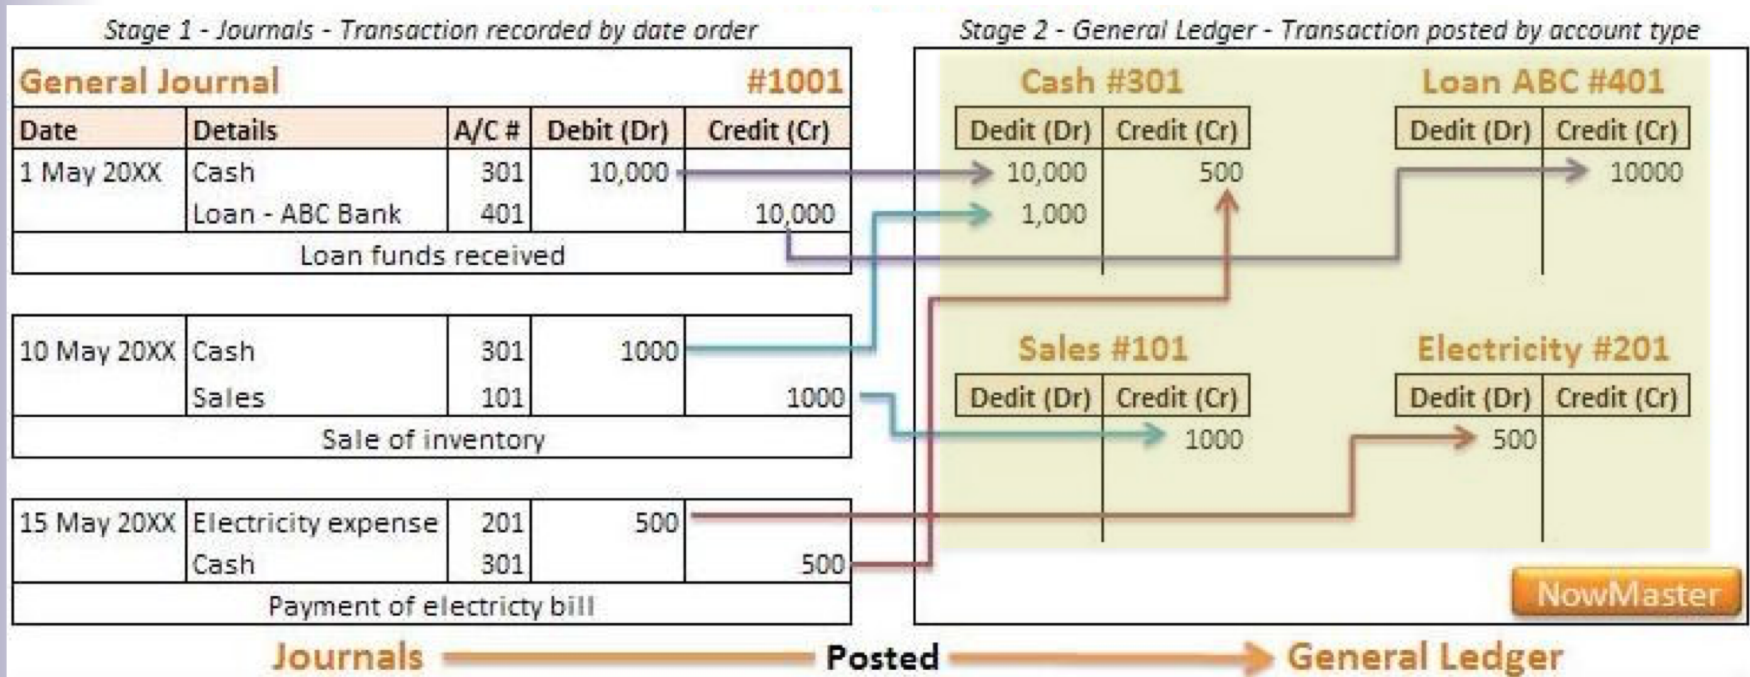 Stage 1 - Journals - Transaction recorded by date order
General Journal #1001
Date Details A/C # Debit (Dr) Credit (Cr)
1 May 20XX Cash 301 10,000
Loan - ABC Bank 401 10,000
Loan funds received
10 May 20XX Cash 301 1000
Sales 101 1000
Sale of inventory
15 May 20XX Electricity expense 201 500
Cash 301 500
Payment of electricty bill
Stage 2 - General Ledger - Transaction posted by account type
Cash #301
Dedit (Dr) Credit (Cr)
10,000 500
1,000
Loan ABC #401
Dedit (Dr) Credit (Cr)
10000
Sales #101
Dedit (Dr) Credit (Cr)
1000
Electricity #201
Dedit (Dr) Credit (Cr)
500
NowMaster
Journals Posted General Ledger